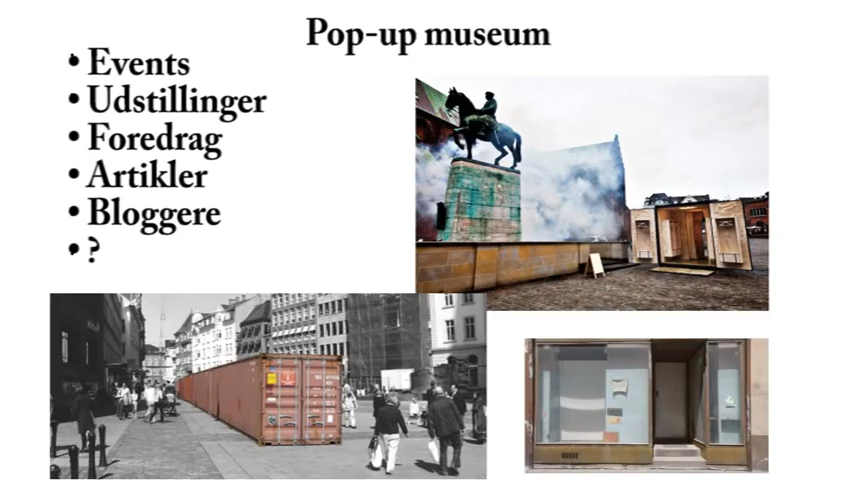 Pop-up museum
• Events
• Udstillinger
• Foredrag
• Artikler
• Bloggere
• ?